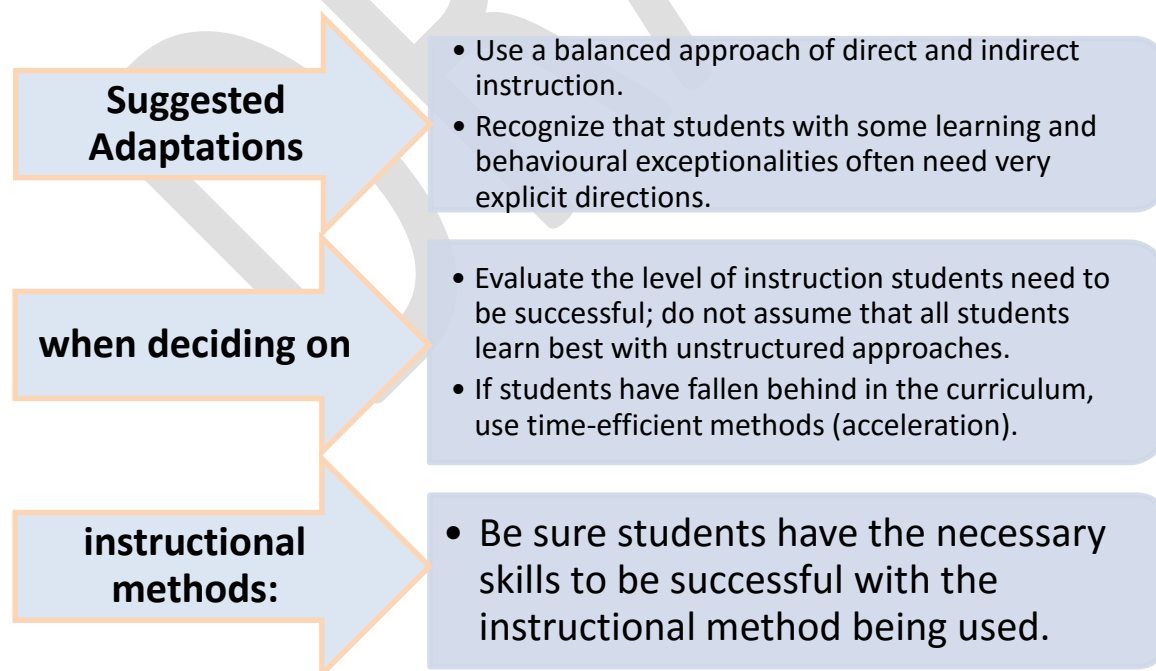 Suggested
Adaptations
• Use a balanced approach of direct and indirect
instruction.
• Recognize that students with some learning and
behavioural exceptionalities often need very
explicit directions.
when deciding on
• Evaluate the level of instruction students need to
be successful; do not assume that all students
learn best with unstructured approaches.
• If students have fallen behind in the curriculum,
use time-efficient methods (acceleration).
instructional
methods:
• Be sure students have the necessary
skills to be successful with the
instructional method being used.